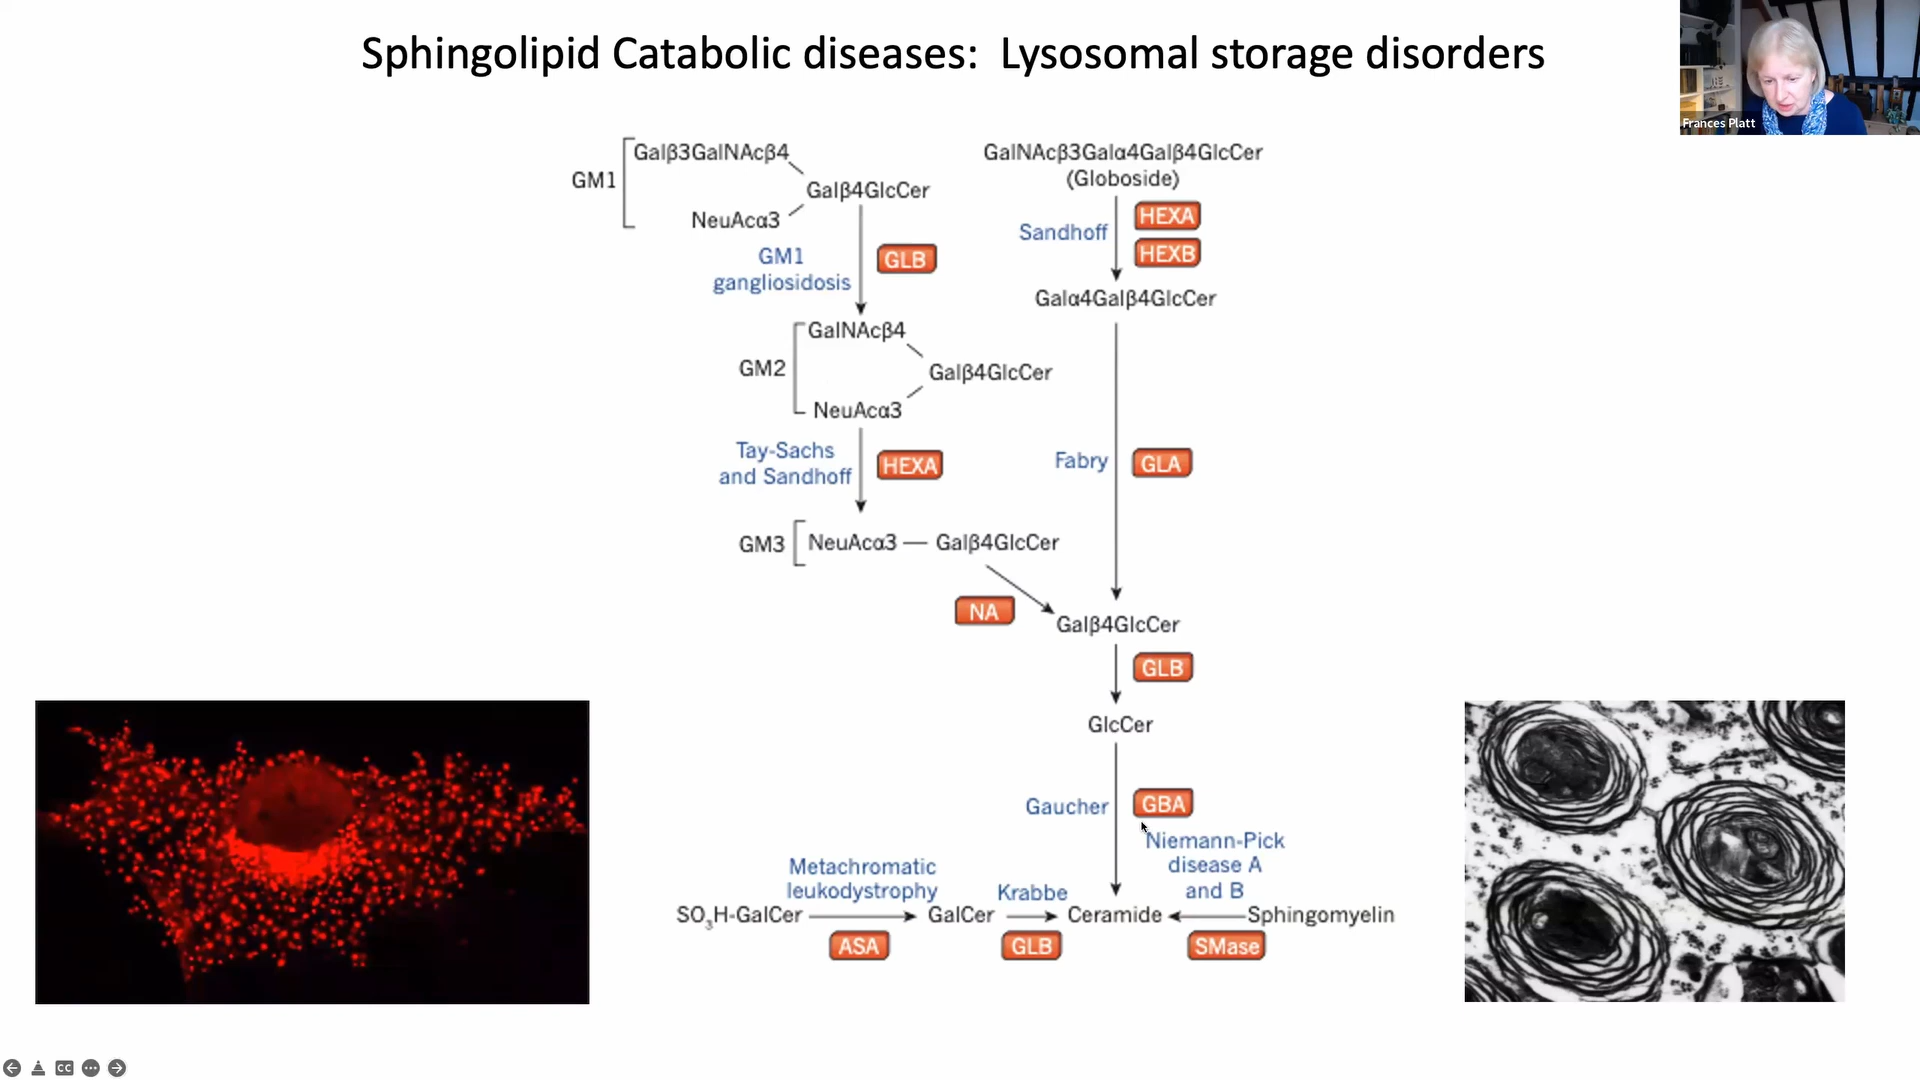 Sphingolipid Catabolic diseases: Lysosomal storage disorders
Frances Platt
GM1
Galβ3GalNAcβ4
Galβ4GlcCer
NeuAcα3
GM1
gangliosidosis
GLB
GM2
GalNAcβ4
Galβ4GlcCer
NeuAcα3
Tay-Sachs
and Sandhoff
HEXA
GM3
NeuAcα3
Galβ4GlcCer
NA
GalNAcβ3Galα4Galβ4GlcCer
(Globoside)
Sandhoff
HEXA
HEXB
Galα4Galβ4GlcCer
Fabry
GLA
Galβ4GlcCer
GLB
GlcCer
Gaucher
GBA
Niemann-Pick
disease A
and B
Metachromatic
leukodystrophy
Krabbe
SO₃H-GalCer
GalCer
Ceramide
Sphingomyelin
ASA
GLB
SMase
CC